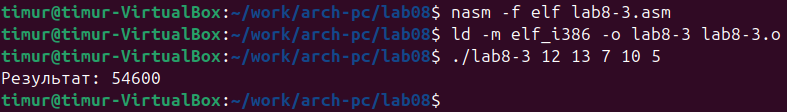 timur@timur-VirtualBox:~/work/arch-pc/lab08$ nasm -f elf lab8-3.asm
timur@timur-VirtualBox:~/work/arch-pc/lab08$ ld -m elf_i386 -o lab8-3 lab8-3.o
timur@timur-VirtualBox:~/work/arch-pc/lab08$ ./lab8-3 12 13 7 10 5
Результат: 54600
timur@timur-VirtualBox:~/work/arch-pc/lab08$